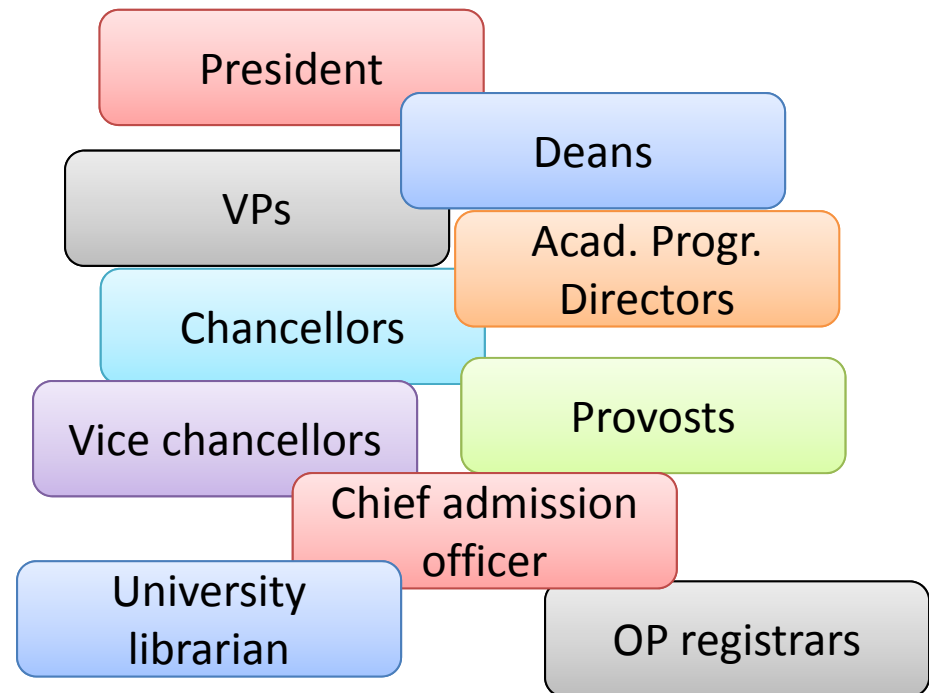 President
Deans
VPs
Acad. Progr.
Directors
Chancellors
Provosts
Vice chancellors
Chief admission
officer
University
librarian
OP registrars